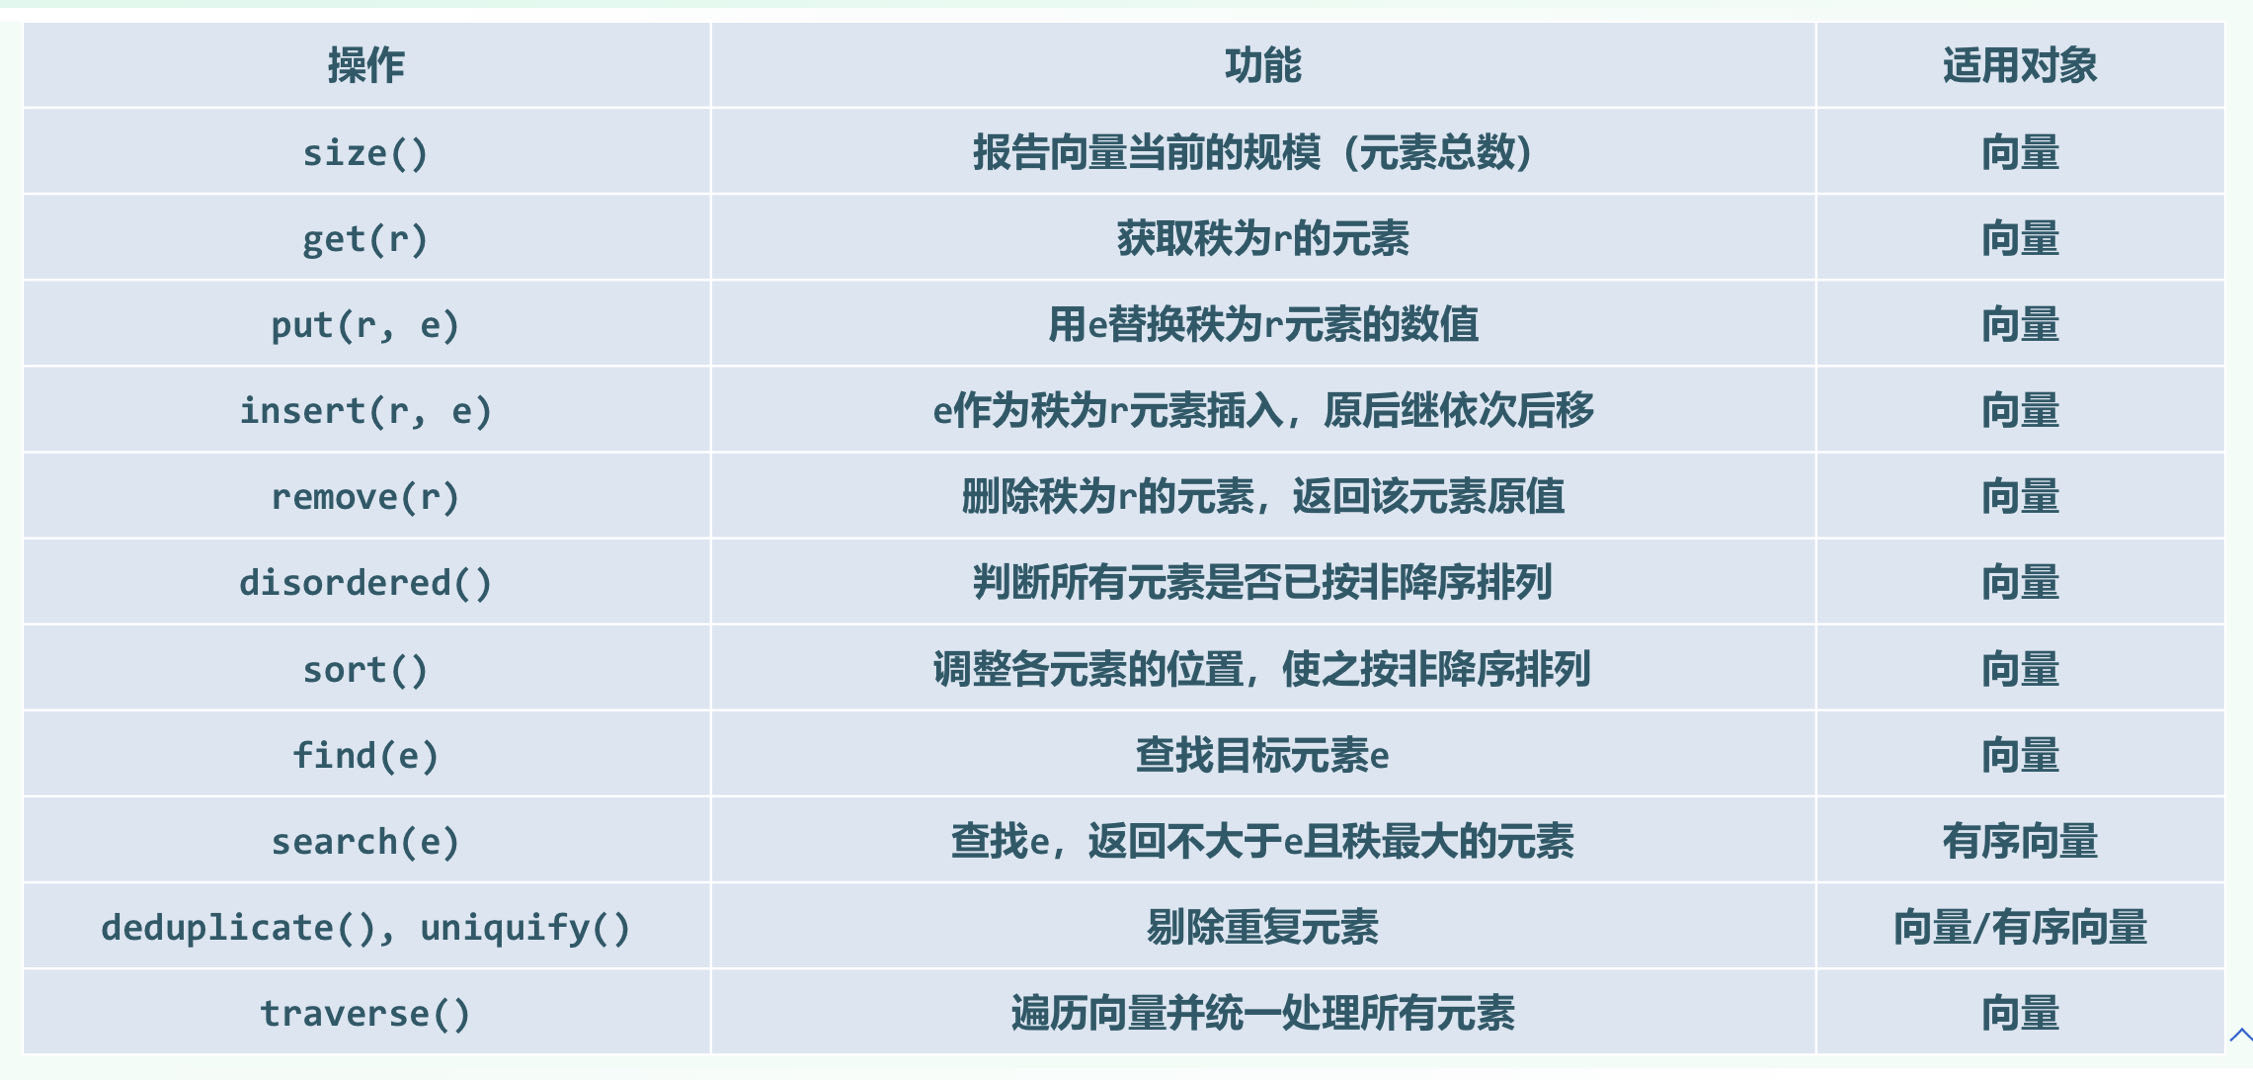 操作 功能 适用对象
size() 报告向量当前的规模（元素总数） 向量
get(r) 获取秩为r的元素 向量
put(r, e) 用e替换秩为r元素的数值 向量
insert(r, e) e作为秩为r元素插入，原后继依次后移 向量
remove(r) 删除秩为r的元素，返回该元素原值 向量
disordered() 判断所有元素是否已按非降序排列 向量
sort() 调整各元素的位置，使之按非降序排列 向量
find(e) 查找目标元素e 向量
search(e) 查找e，返回不大于e且秩最大的元素 有序向量
deduplicate(), uniquify() 剔除重复元素 向量/有序向量
traverse() 遍历向量并统一处理所有元素 向量